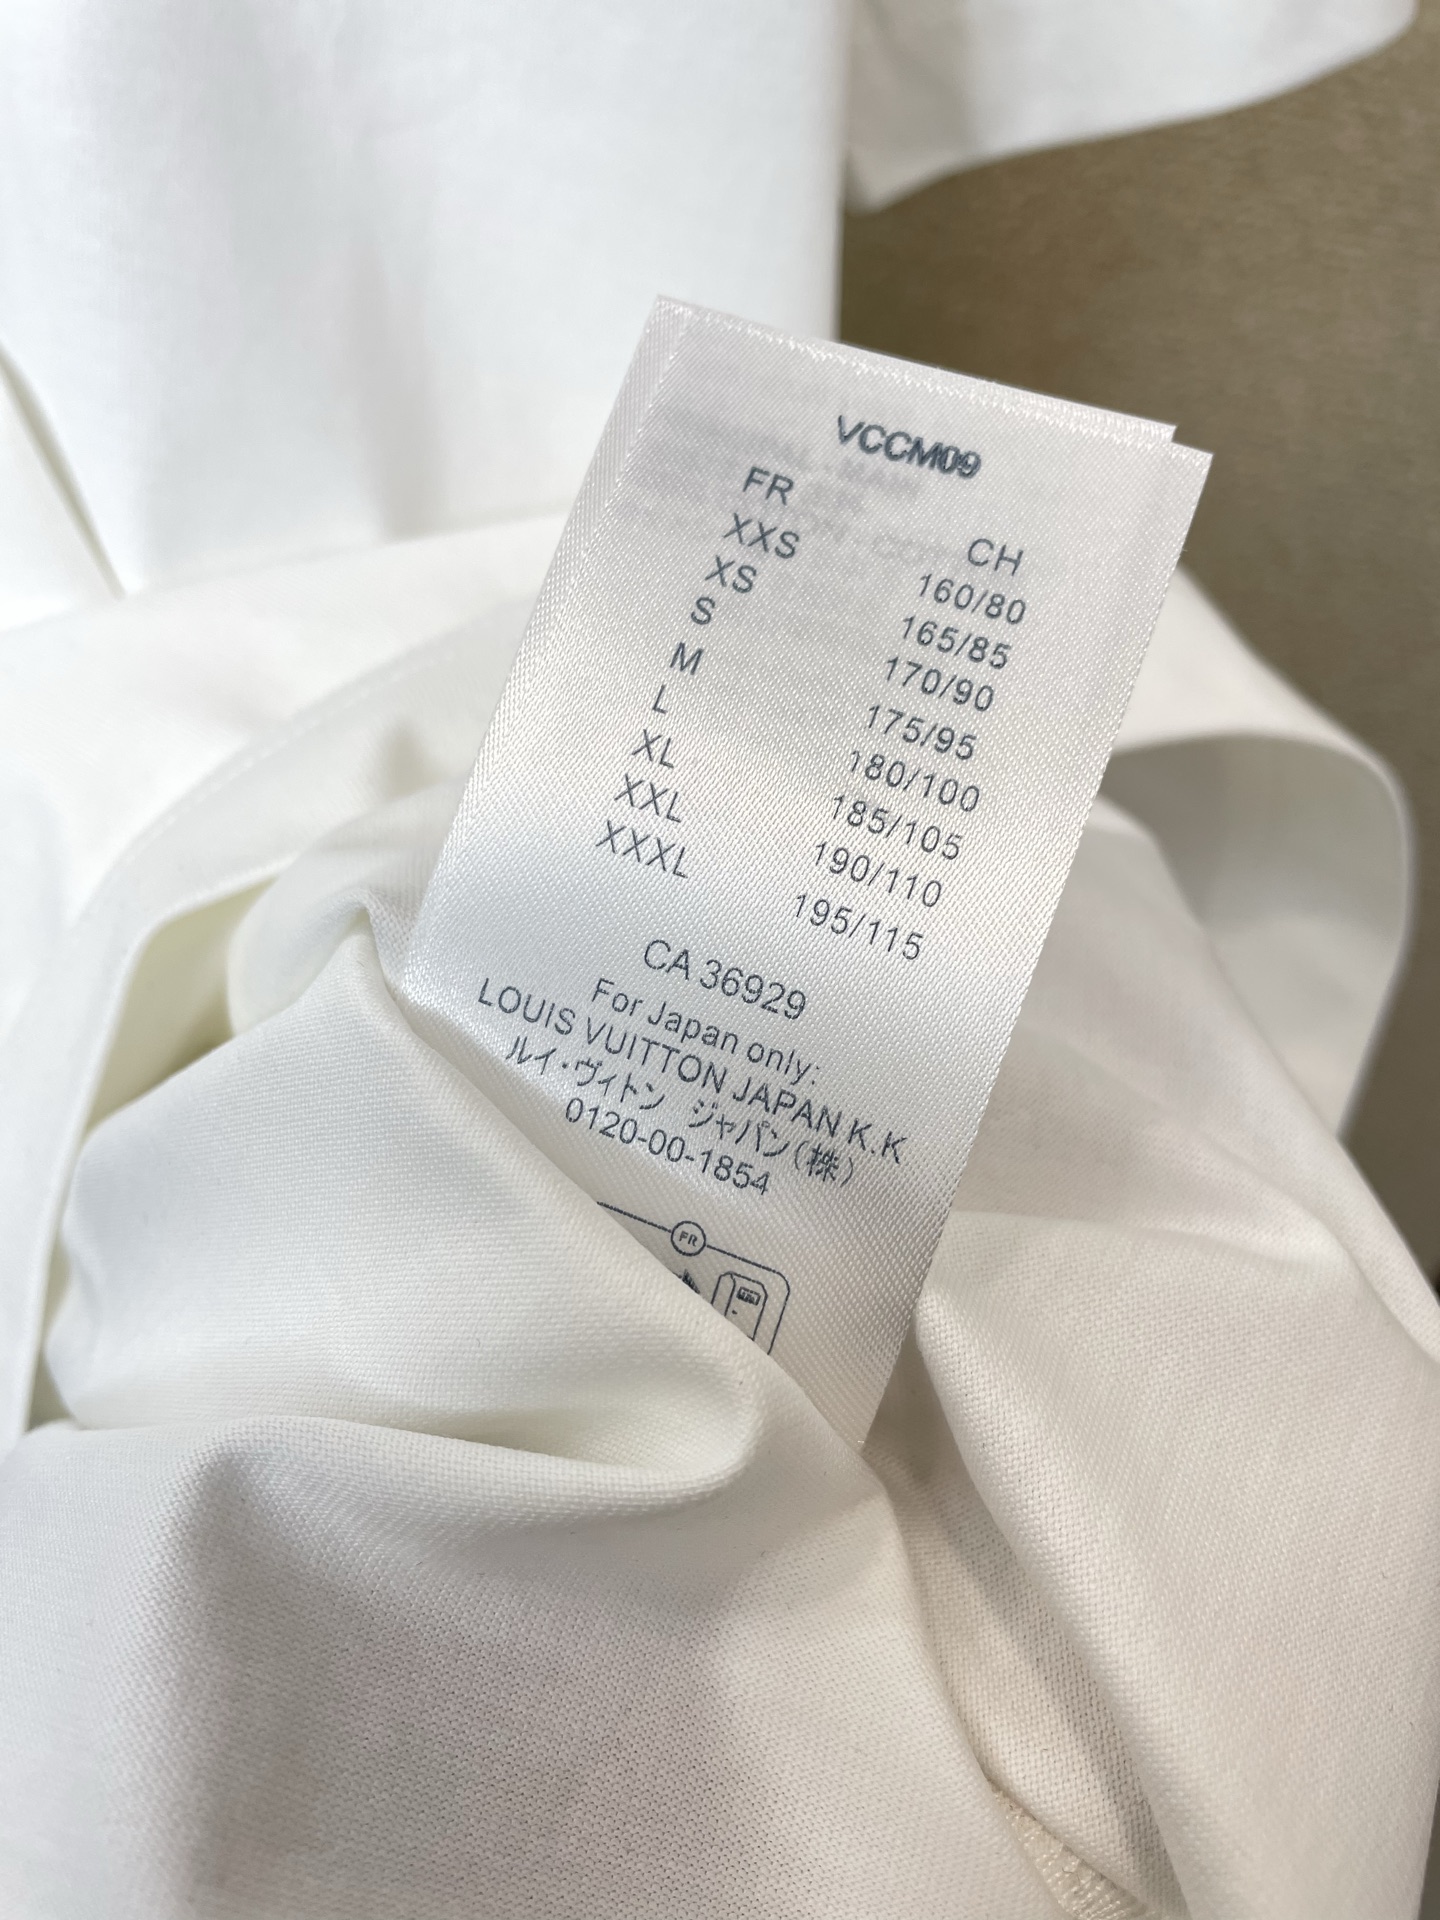 VCCM09
FR CH
XXS 160/80
XS 165/85
S 170/90
M 175/95
L 180/100
XL 185/105
XXL 190/110
XXXL 195/115
CA 36929
For Japan only:
LOUIS VUITTON JAPAN K.K
ルイ・ヴィトン ジャパン(株)
0120-00-1854
FR